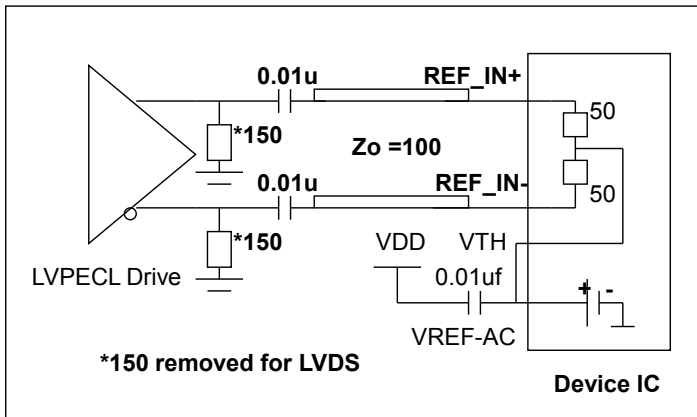 0.01u
REF_IN+
50
*150
Zo =100
0.01u
REF_IN-
50
*150
VDD
VTH
LVPECL Drive
0.01uf
+ -
VREF-AC
*150 removed for LVDS
Device IC